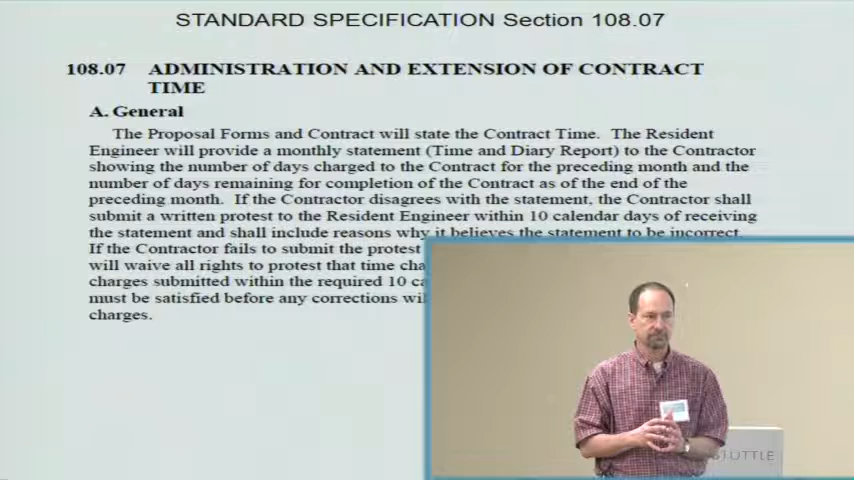 STANDARD SPECIFICATION Section 108.07
108.07 ADMINISTRATION AND EXTENSION OF CONTRACT
TIME
A. General
The Proposal Forms and Contract will state the Contract Time. The Resident
Engineer will provide a monthly statement (Time and Diary Report) to the Contractor
showing the number of days charged to the Contract for the preceding month and the
number of days remaining for completion of the Contract as of the end of the
preceding month. If the Contractor disagrees with the statement, the Contractor shall
submit a written protest to the Resident Engineer within 10 calendar days of receiving
the statement and shall include reasons why it believes the statement to be incorrect.
If the Contractor fails to submit the protest
will waive all rights to protest that time
charges submitted within the required 10
must be satisfied before any corrections
charges.